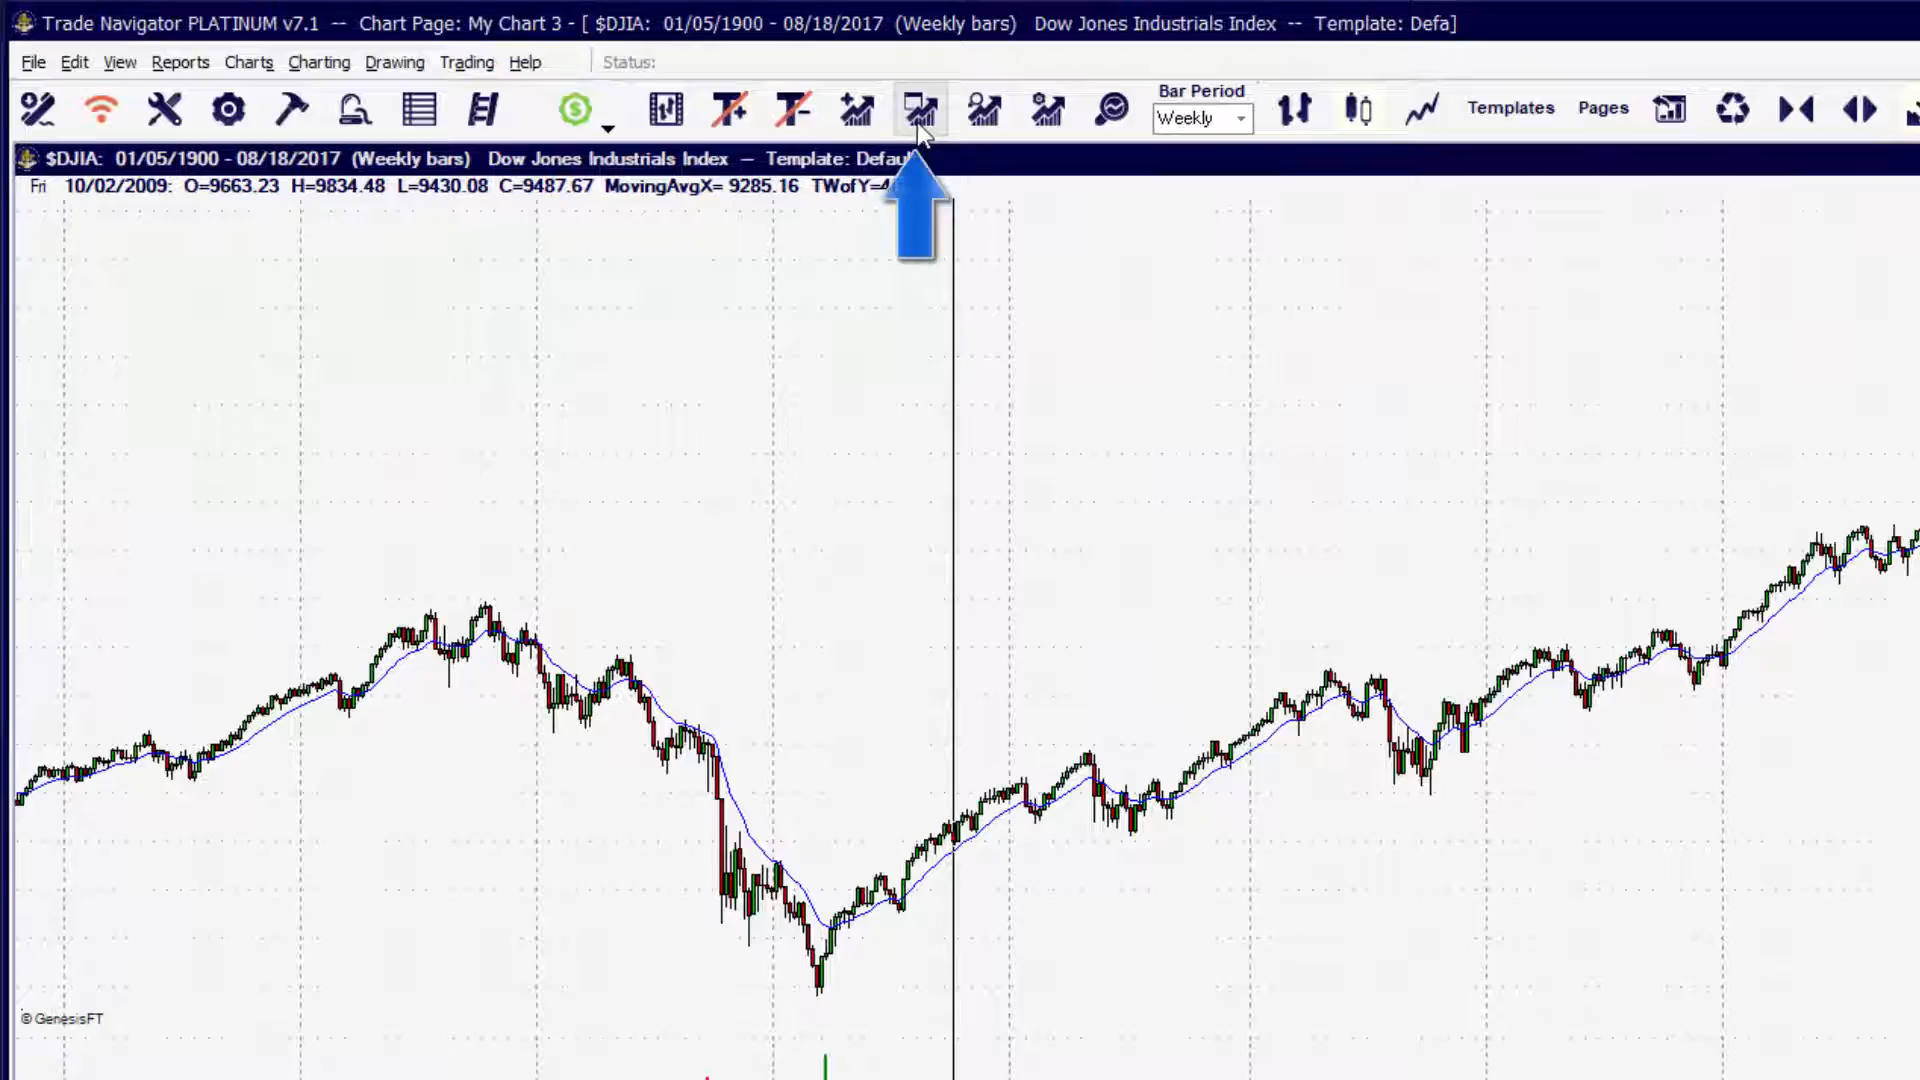 Trade Navigator PLATINUM v7.1 -- Chart Page: My Chart 3 - [ $DJIA: 01/05/1900 - 08/18/2017 (Weekly bars) Dow Jones Industrials Index -- Template: Defa]
File Edit View Reports Charts Charting Drawing Trading Help Status:
Bar Period
Weekly
Templates Pages
$DJIA: 01/05/1900 - 08/18/2017 (Weekly bars) Dow Jones Industrials Index -- Template: Defau
Fri 10/02/2009: O=9663.23 H=9834.48 L=9430.08 C=9487.67 MovingAvgX= 9285.16 TWofY=
© GenesisFT